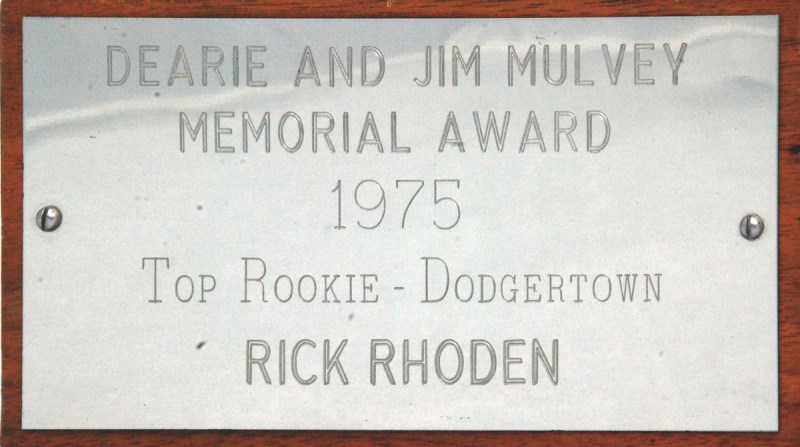 DEARIE AND JIM MULVEY
MEMORIAL AWARD
1975
TOP ROOKIE - DODGERTOWN
RICK RHODEN